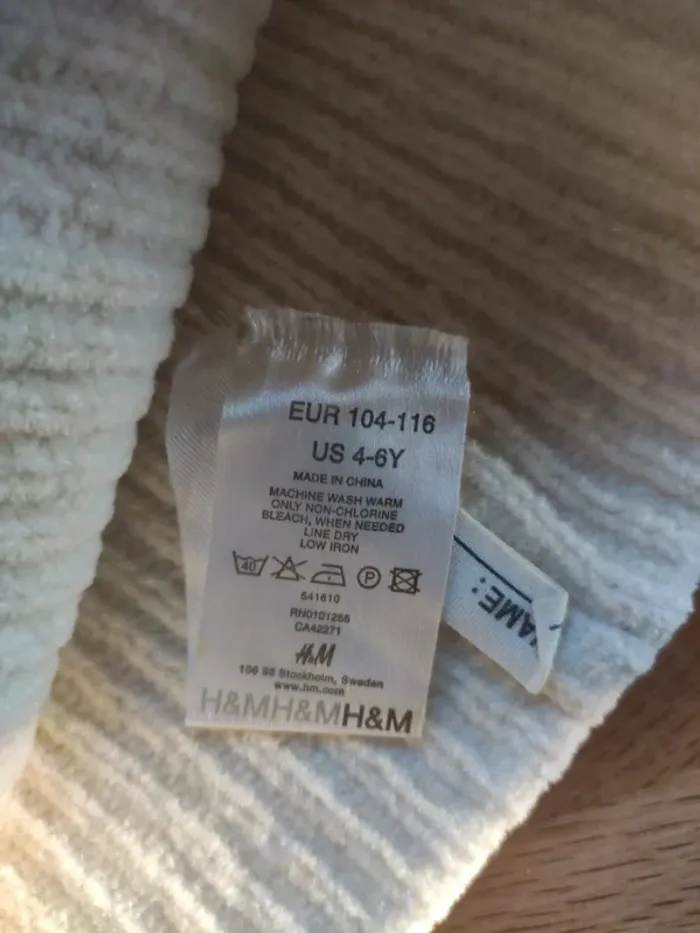 EUR 104-116
US 4-6Y
MADE IN CHINA
MACHINE WASH WARM
ONLY NON-CHLORINE
BLEACH, WHEN NEEDED
LINE DRY
LOW IRON
40 P
541610
RN0101255
CA42271
H&M
106 38 Stockholm, Sweden
www.hm.com
H&MH&MH&M
NAME: